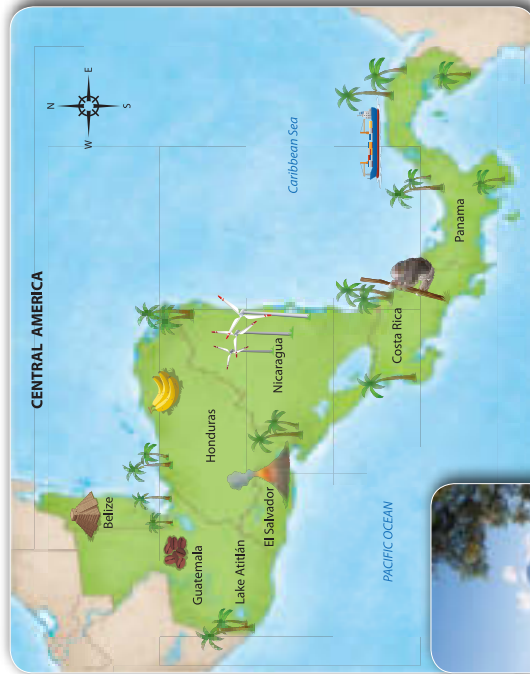 CENTRAL AMERICA
N
W
E
S
Belize
Caribbean Sea
Honduras
Guatemala
Lake Atitlán
El Salvador
Nicaragua
Costa Rica
Panama
PACIFIC OCEAN